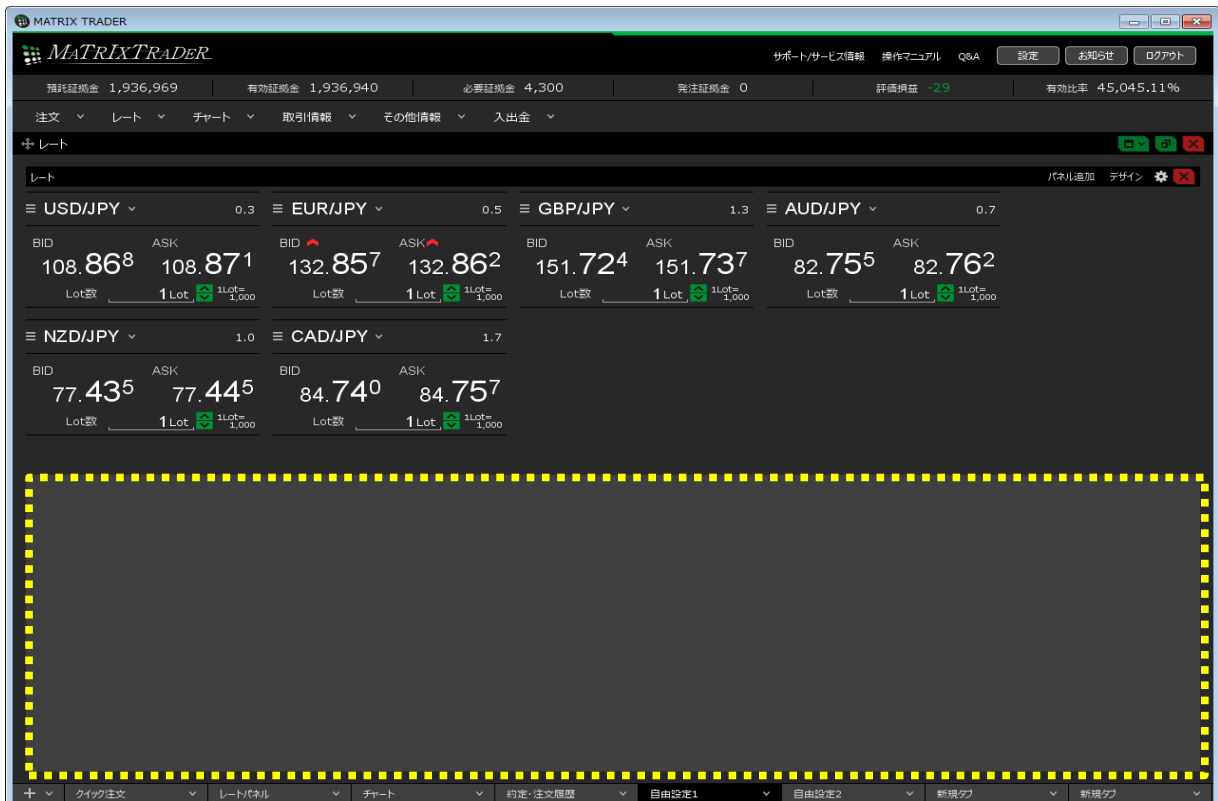 MATRIX TRADER
MATRIXTRADER
サポート/サービス情報 操作マニュアル Q&A 設定 お知らせ ログアウト
預託証拠金 1,936,969 有効証拠金 1,936,940 必要証拠金 4,300 発注証拠金 0 評価損益 -29 有効比率 45,045.11%
注文 レート チャート 取引情報 その他情報 入出金
レート
レート パネル追加 デザイン
USD/JPY 0.3 EUR/JPY 0.5 GBP/JPY 1.3 AUD/JPY 0.7
BID ASK BID ASK BID ASK BID ASK
108.868 108.871 132.857 132.862 151.724 151.737 82.755 82.762
Lot数 1 Lot 1Lot=1,000 Lot数 1 Lot 1Lot=1,000 Lot数 1 Lot 1Lot=1,000 Lot数 1 Lot 1Lot=1,000
NZD/JPY 1.0 CAD/JPY 1.7
BID ASK BID ASK
77.435 77.445 84.740 84.757
Lot数 1 Lot 1Lot=1,000 Lot数 1 Lot 1Lot=1,000
クイック注文 レートパネル チャート 約定・注文履歴 自由設定1 自由設定2 新規タブ 新規タブ